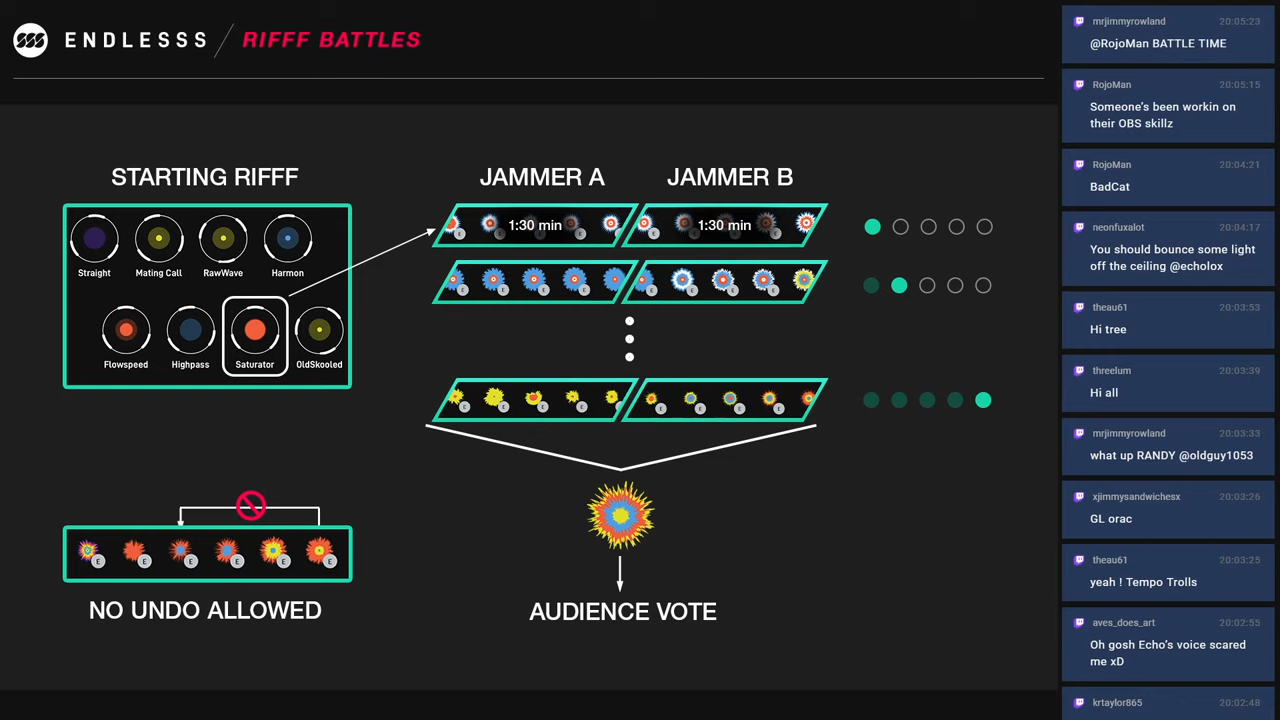 ENDLESSS / RIFFF BATTLES
STARTING RIFFF
Straight
Mating Call
RawWave
Harmon
Flowspeed
Highpass
Saturator
OldSkooled
JAMMER A
JAMMER B
1:30 min
1:30 min
E E E E E E
NO UNDO ALLOWED
AUDIENCE VOTE
mrjimmyrowland 20:05:23
@RojoMan BATTLE TIME
RojoMan 20:05:15
Someone's been workin on
their OBS skillz
RojoMan 20:04:21
BadCat
neonfuxalot 20:04:17
You should bounce some light
off the ceiling @echolox
theau61 20:03:53
Hi tree
threelum 20:03:39
Hi all
mrjimmyrowland 20:03:33
what up RANDY @oldguy1053
xjimmysandwichesx 20:03:26
GL orac
theau61 20:03:25
yeah ! Tempo Trolls
aves_does_art 20:02:55
Oh gosh Echo's voice scared
me xD
krtaylor865 20:02:48